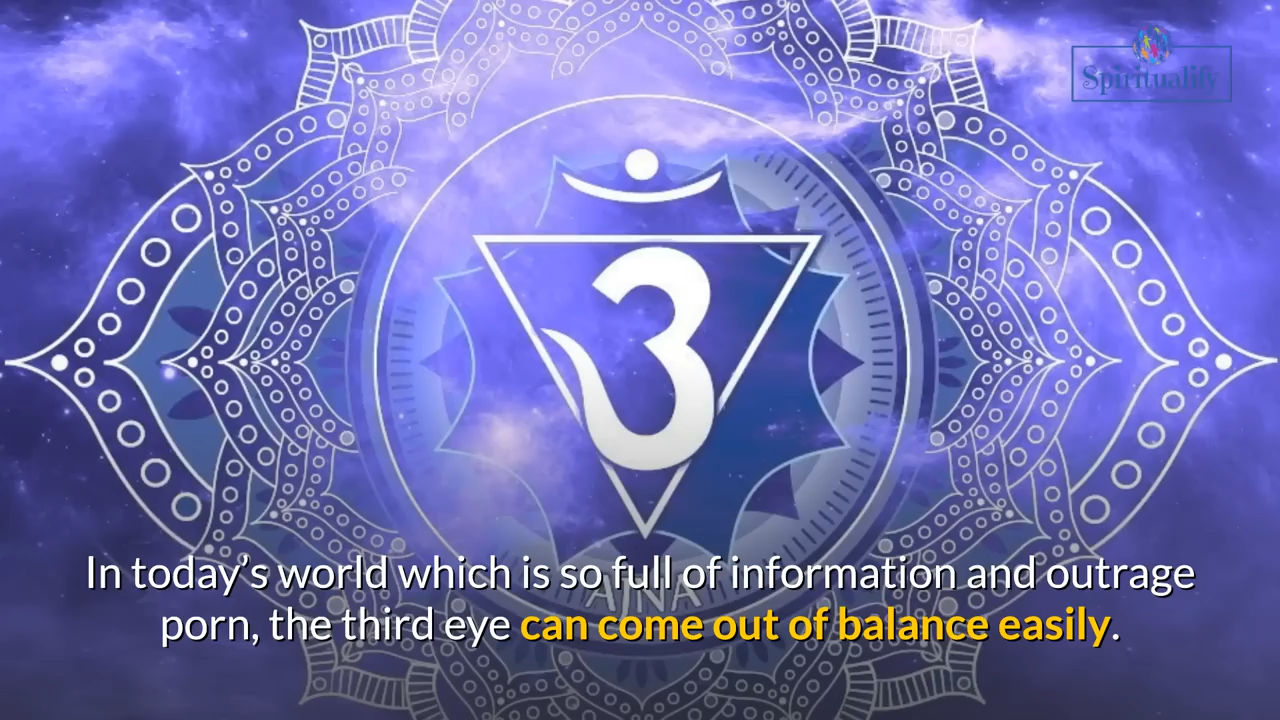 Spiritualify
AJNA
In today’s world which is so full of information and outrage
porn, the third eye can come out of balance easily.